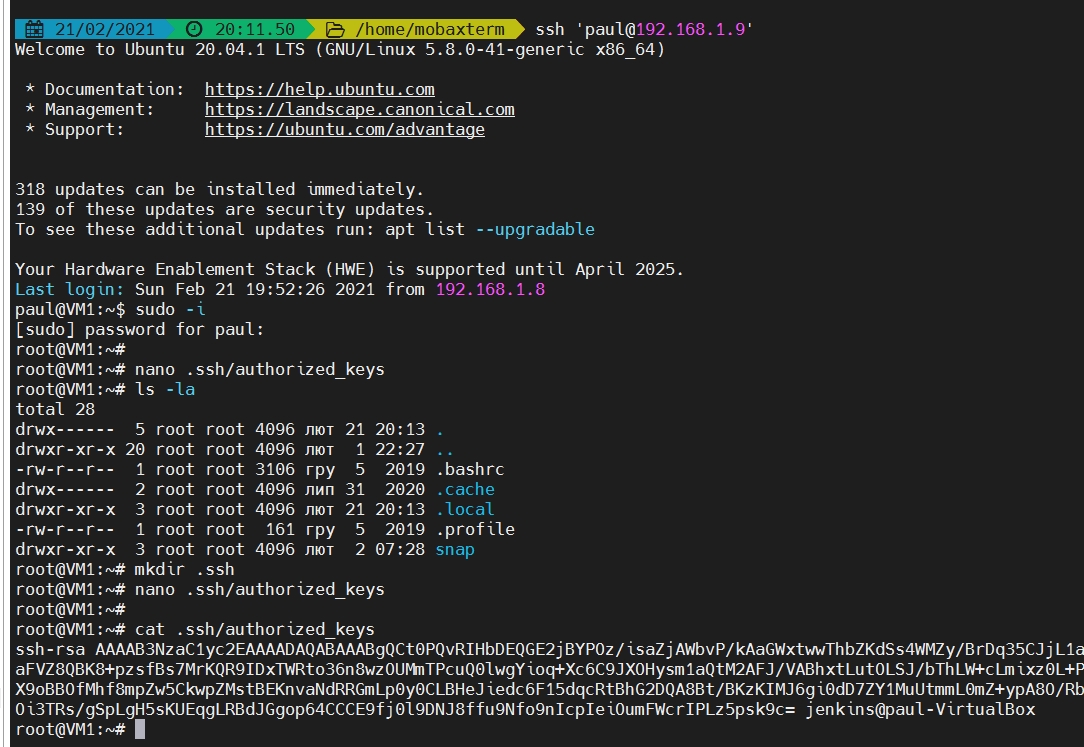 21/02/2021 20:11.50 /home/mobaxterm ssh 'paul@192.168.1.9'
Welcome to Ubuntu 20.04.1 LTS (GNU/Linux 5.8.0-41-generic x86_64)
* Documentation: https://help.ubuntu.com
* Management: https://landscape.canonical.com
* Support: https://ubuntu.com/advantage
318 updates can be installed immediately.
139 of these updates are security updates.
To see these additional updates run: apt list --upgradable
Your Hardware Enablement Stack (HWE) is supported until April 2025.
Last login: Sun Feb 21 19:52:26 2021 from 192.168.1.8
paul@VM1:~$ sudo -i
[sudo] password for paul:
root@VM1:~#
root@VM1:~# nano .ssh/authorized_keys
root@VM1:~# ls -la
total 28
drwx------ 5 root root 4096 лют 21 20:13 .
drwxr-xr-x 20 root root 4096 лют 1 22:27 ..
-rw-r--r-- 1 root root 3106 гру 5 2019 .bashrc
drwx------ 2 root root 4096 лип 31 2020 .cache
drwxr-xr-x 3 root root 4096 лют 21 20:13 .local
-rw-r--r-- 1 root root 161 гру 5 2019 .profile
drwxr-xr-x 3 root root 4096 лют 2 07:28 snap
root@VM1:~# mkdir .ssh
root@VM1:~# nano .ssh/authorized_keys
root@VM1:~#
root@VM1:~# cat .ssh/authorized_keys
ssh-rsa AAAAB3NzaC1yc2EAAAADAQABAAABgQCt0PQvRIHbDEQGE2jBYPOz/isaZjAWbvP/kAaGWxtwwThbZKdSs4WMZy/BrDq35CJjL1a
aFVZ8QBK8+pzsfBs7MrKQR9IDxTWRto36n8wzOUMmTPcuQ0lwgYioq+Xc6C9JXOHysm1aQtM2AFJ/VABhxtLutOLSJ/bThLW+cLmixz0L+P
X9oBBOfMhf8mpZw5CkwpZMstBEKnvaNdRRGmLp0y0CLBHeJiedc6F15dqcRtBhG2DQA8Bt/BKzKIMJ6gi0dD7ZY1MuUtmmL0mZ+ypA8O/Rb
Oi3TRs/gSpLgH5sKUEqgLRBdJGgop64CCCE9fj0l9DNJ8ffu9Nfo9nIcpIeiOumFWCrIPLz5psk9c= jenkins@paul-VirtualBox
root@VM1:~#